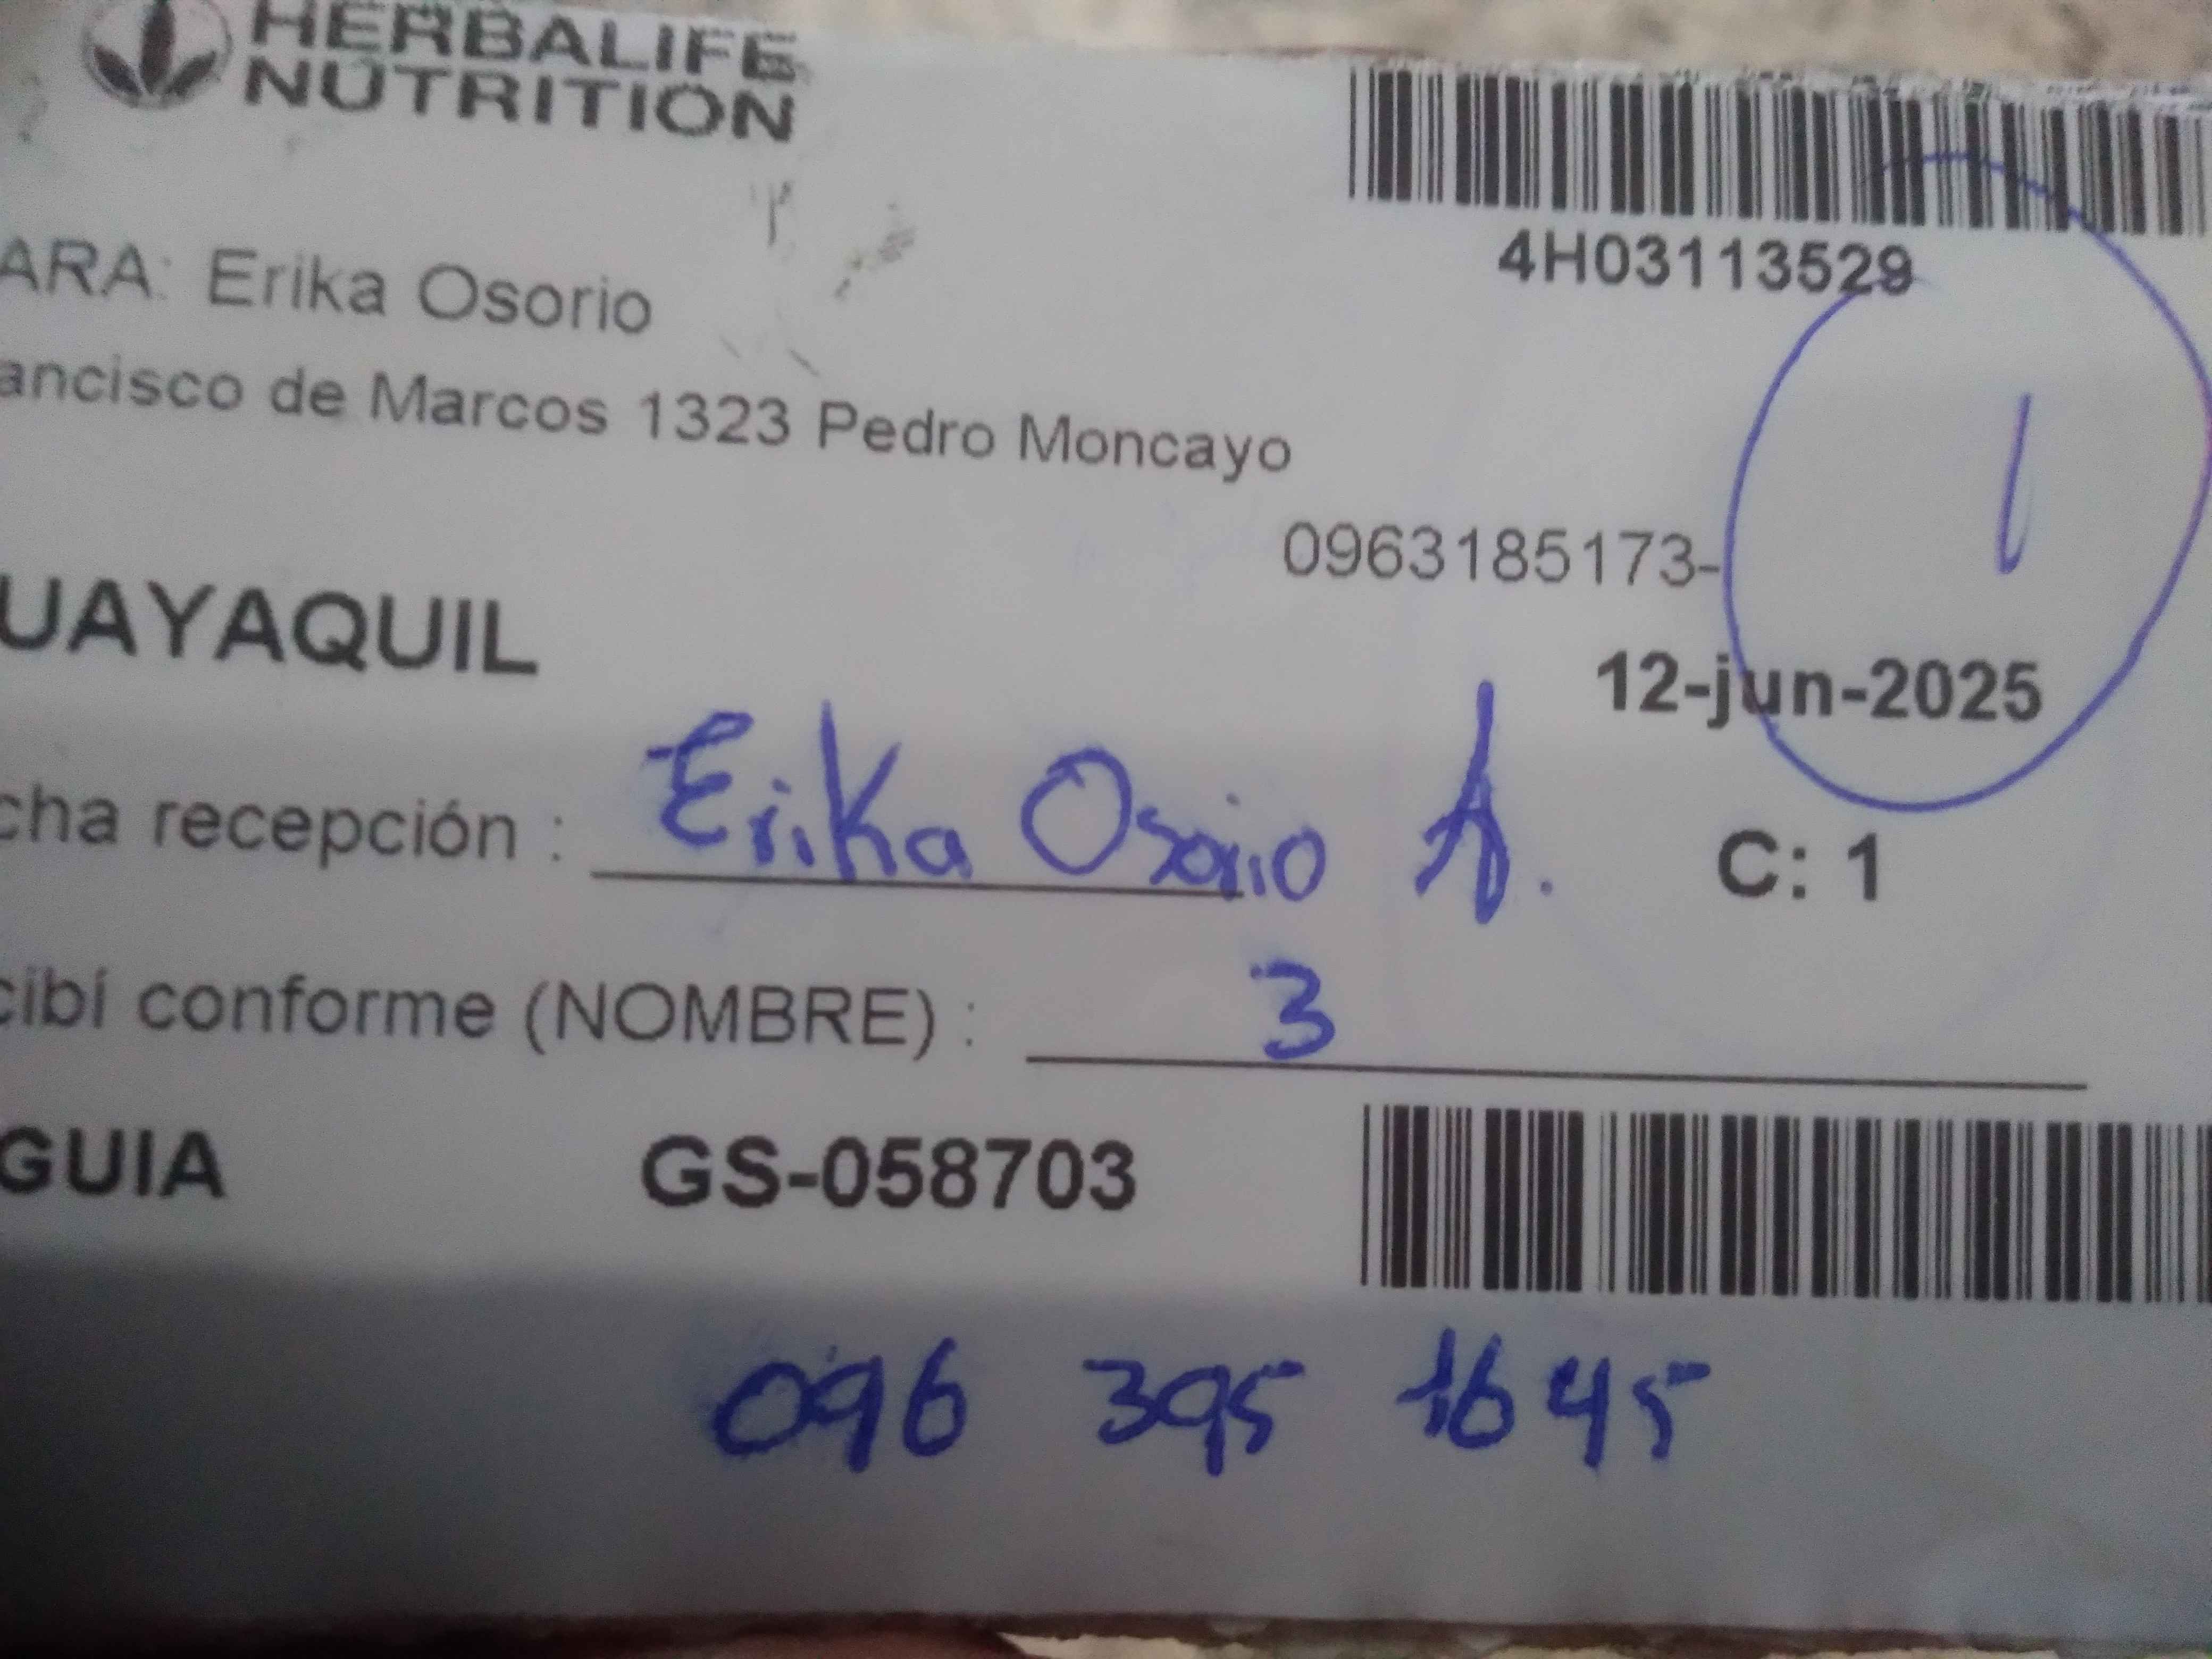 HERBALIFE
NUTRITION
4H03113529
ARA: Erika Osorio
ancisco de Marcos 1323 Pedro Moncayo
0963185173-
1
UAYAQUIL
12-jun-2025
cha recepción : Erika Osorio A.
C: 1
cibí conforme (NOMBRE) : 3
GUIA GS-058703
096 395 1645